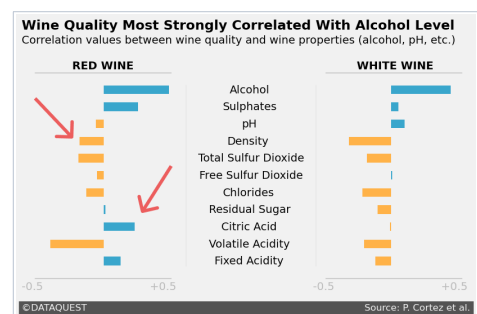 Wine Quality Most Strongly Correlated With Alcohol Level
Correlation values between wine quality and wine properties (alcohol, pH, etc.)
RED WINE
WHITE WINE
Alcohol
Sulphates
pH
Density
Total Sulfur Dioxide
Free Sulfur Dioxide
Chlorides
Residual Sugar
Citric Acid
Volatile Acidity
Fixed Acidity
-0.5 +0.5
-0.5 +0.5
©DATAQUEST
Source: P. Cortez et al.